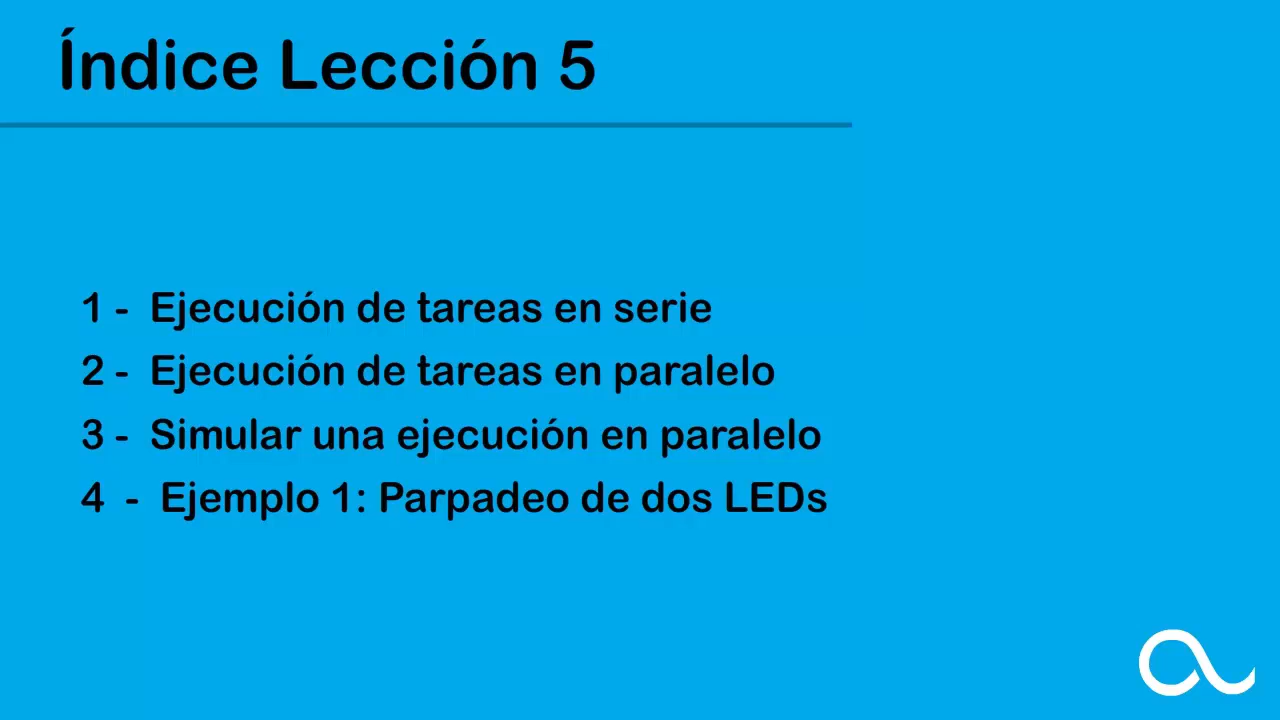 Índice Lección 5
1 - Ejecución de tareas en serie
2 - Ejecución de tareas en paralelo
3 - Simular una ejecución en paralelo
4 - Ejemplo 1: Parpadeo de dos LEDs